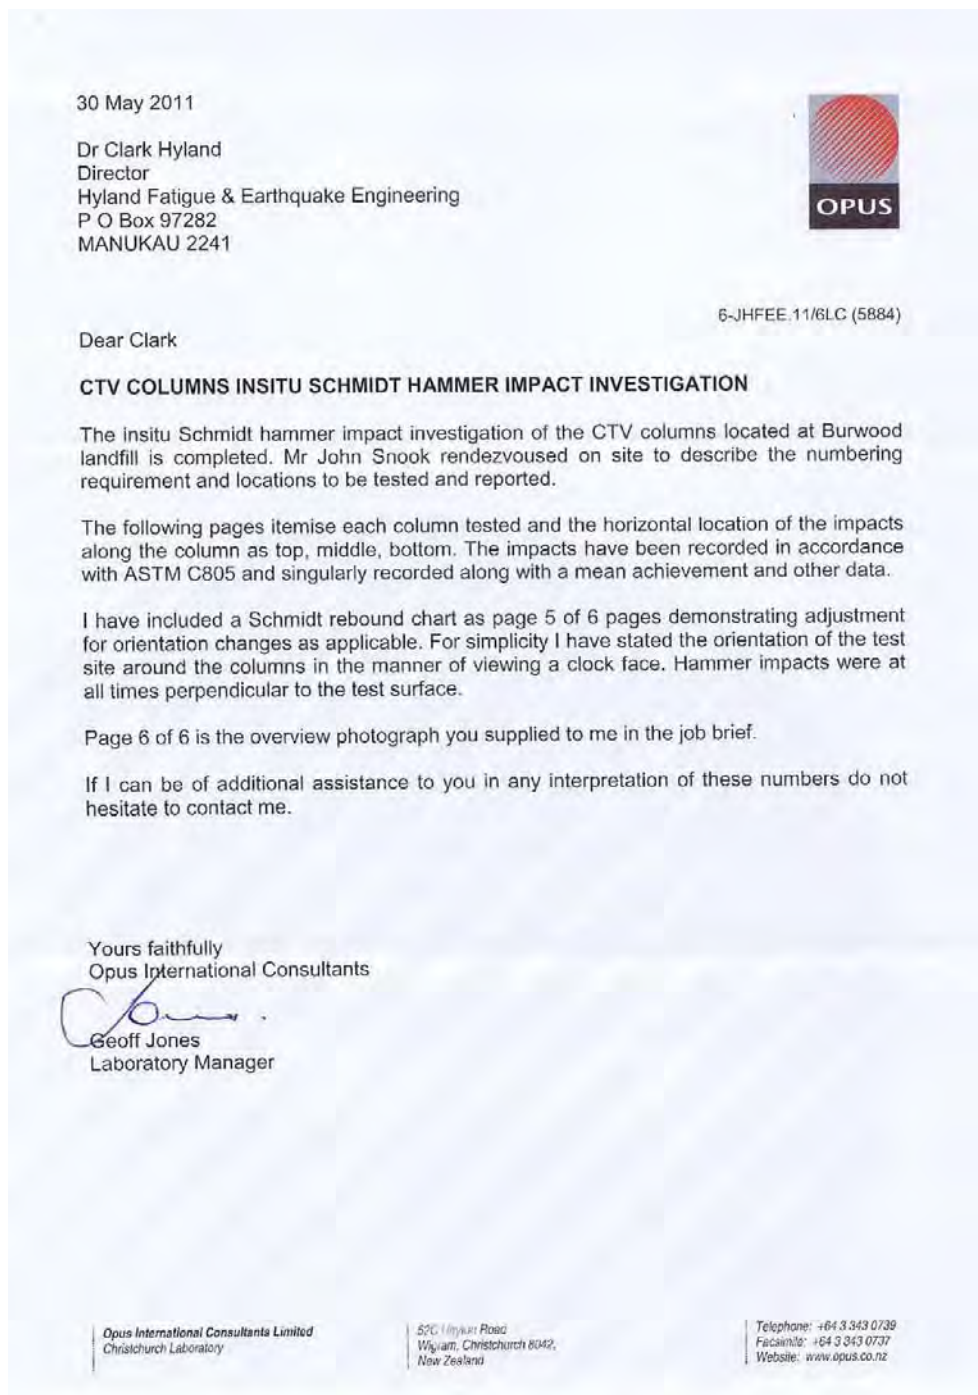 30 May 2011
Dr Clark Hyland
Director
Hyland Fatigue & Earthquake Engineering
P O Box 97282
MANUKAU 2241
OPUS
6-JHFEE.11/6LC (5884)
Dear Clark
CTV COLUMNS INSITU SCHMIDT HAMMER IMPACT INVESTIGATION
The insitu Schmidt hammer impact investigation of the CTV columns located at Burwood
landfill is completed. Mr John Snook rendezvoused on site to describe the numbering
requirement and locations to be tested and reported.
The following pages itemise each column tested and the horizontal location of the impacts
along the column as top, middle, bottom. The impacts have been recorded in accordance
with ASTM C805 and singularly recorded along with a mean achievement and other data.
I have included a Schmidt rebound chart as page 5 of 6 pages demonstrating adjustment
for orientation changes as applicable. For simplicity I have stated the orientation of the test
site around the columns in the manner of viewing a clock face. Hammer impacts were at
all times perpendicular to the test surface.
Page 6 of 6 is the overview photograph you supplied to me in the job brief.
If I can be of additional assistance to you in any interpretation of these numbers do not
hesitate to contact me.
Yours faithfully
Opus International Consultants
Geoff Jones
Laboratory Manager
Opus International Consultants Limited
Christchurch Laboratory
Road
Wigram, Christchurch 8042,
New Zealand
Telephone: +64 3 343 0739
Facsimile: +64 3 343 0737
Website: www.opus.co.nz